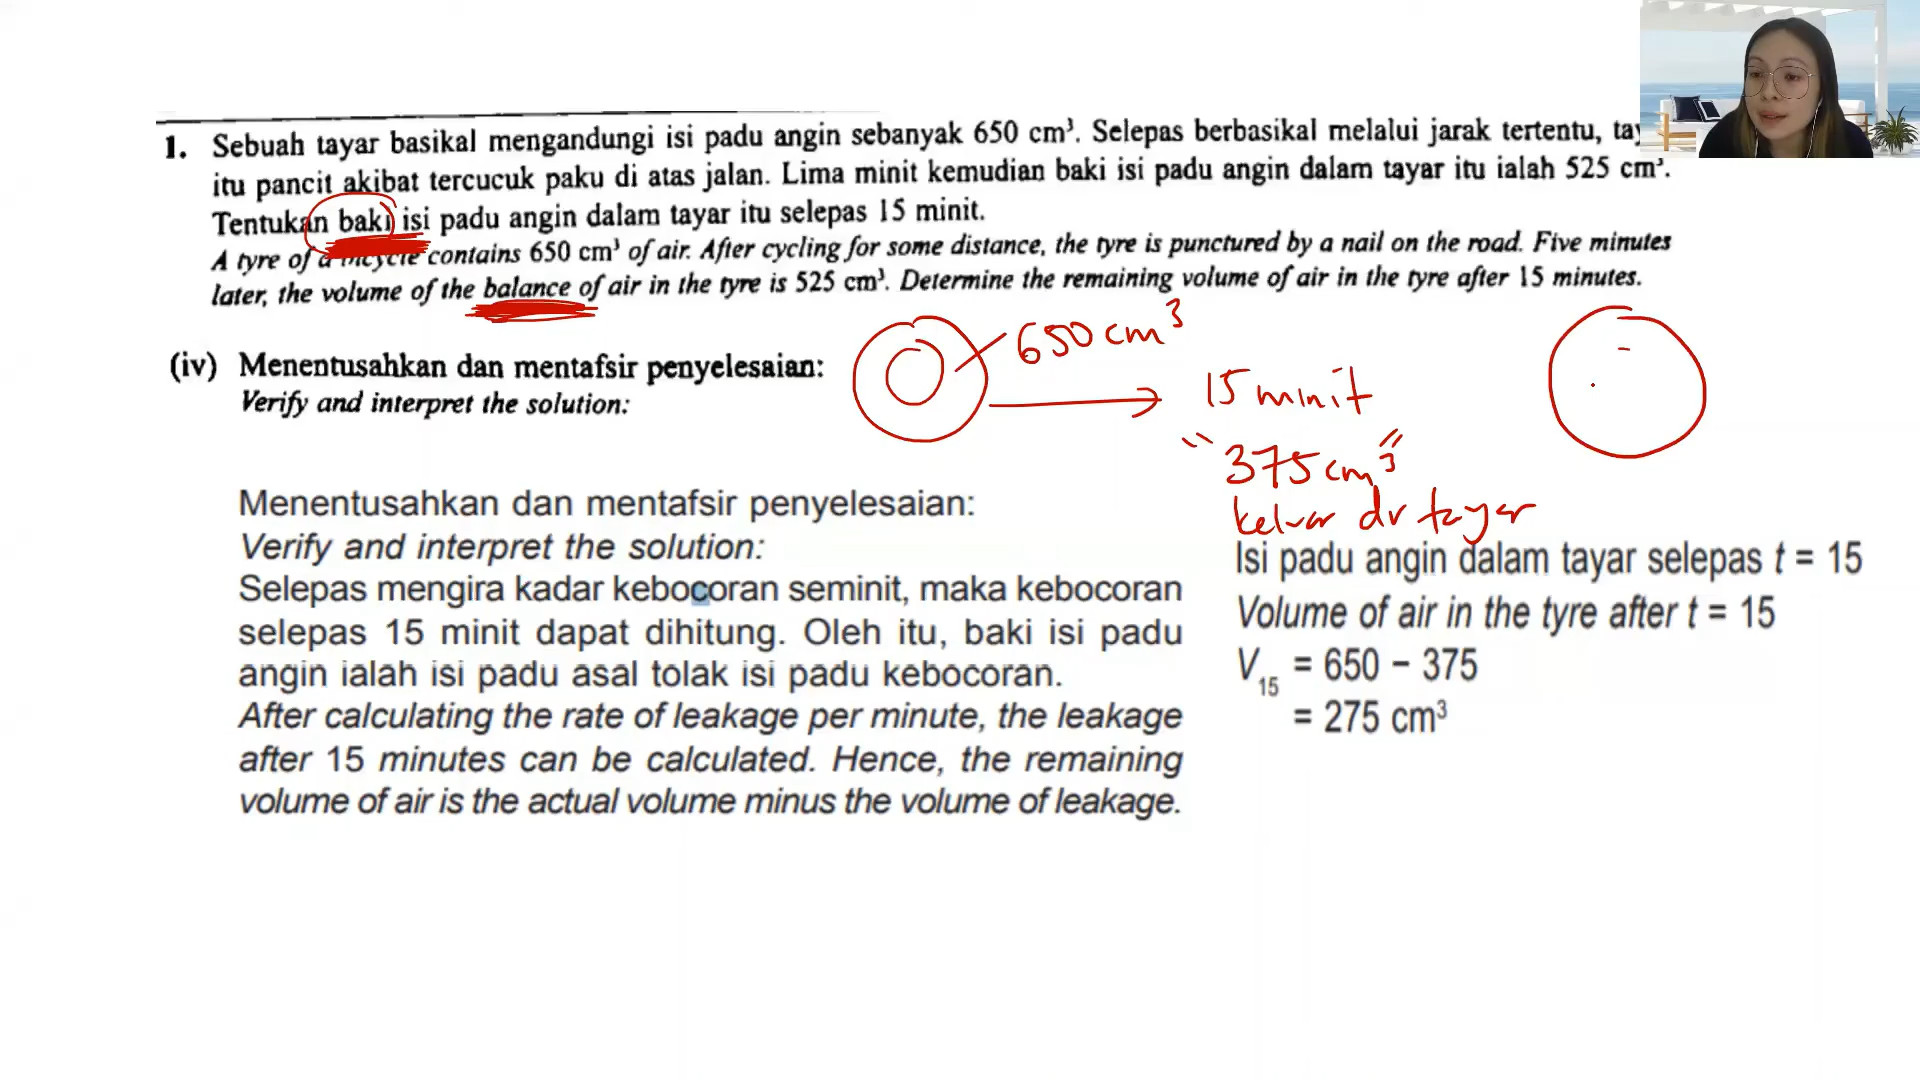 1. Sebuah tayar basikal mengandungi isi padu angin sebanyak 650 cm³. Selepas berbasikal melalui jarak tertentu,
itu pancit akibat tercucuk paku di atas jalan. Lima minit kemudian baki isi padu angin dalam tayar itu ialah 525 cm³.
Tentukan baki isi padu angin dalam tayar itu selepas 15 minit.
A tyre of a bicycle contains 650 cm³ of air. After cycling for some distance, the tyre is punctured by a nail on the road. Five minutes
later, the volume of the balance of air in the tyre is 525 cm³. Determine the remaining volume of air in the tyre after 15 minutes.
650 cm³
(iv) Menentusahkan dan mentafsir penyelesaian:
Verify and interpret the solution:
15 minit
"375 cm³"
keluar dr tayar
Menentusahkan dan mentafsir penyelesaian:
Verify and interpret the solution:
Selepas mengira kadar kebocoran seminit, maka kebocoran
selepas 15 minit dapat dihitung. Oleh itu, baki isi padu
angin ialah isi padu asal tolak isi padu kebocoran.
After calculating the rate of leakage per minute, the leakage
after 15 minutes can be calculated. Hence, the remaining
volume of air is the actual volume minus the volume of leakage.
Isi padu angin dalam tayar selepas t = 15
Volume of air in the tyre after t = 15
V₁₅ = 650 − 375
= 275 cm³